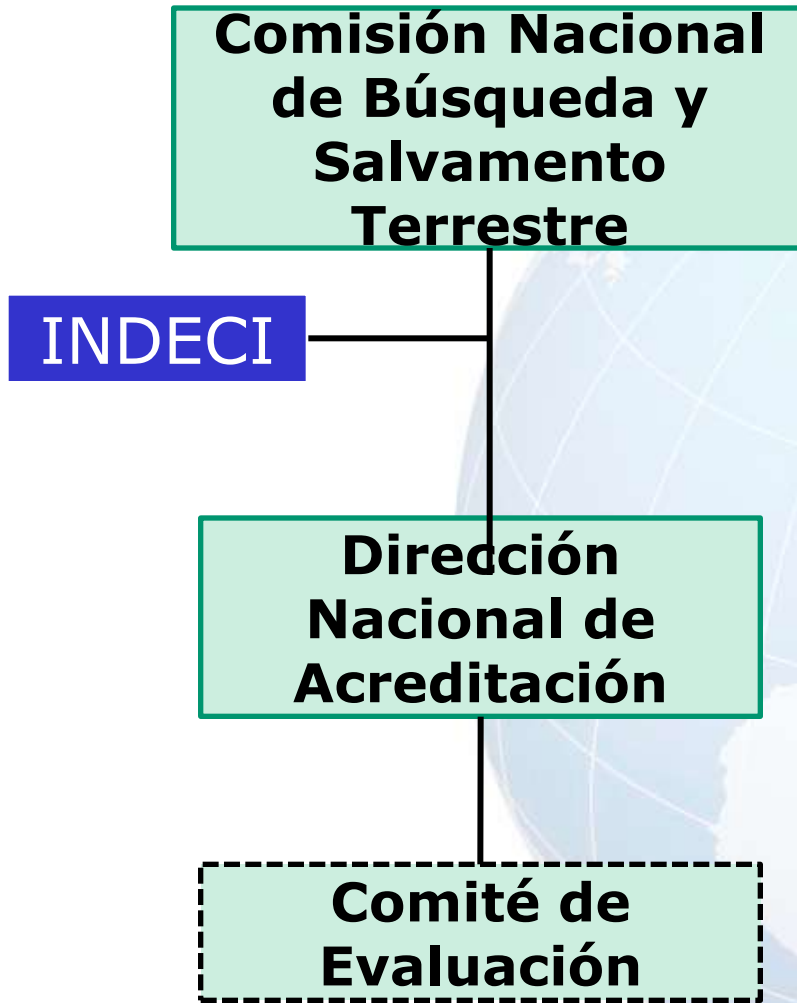 Comisión Nacional
de Búsqueda y
Salvamento
Terrestre
INDECI
Dirección
Nacional de
Acreditación
Comité de
Evaluación